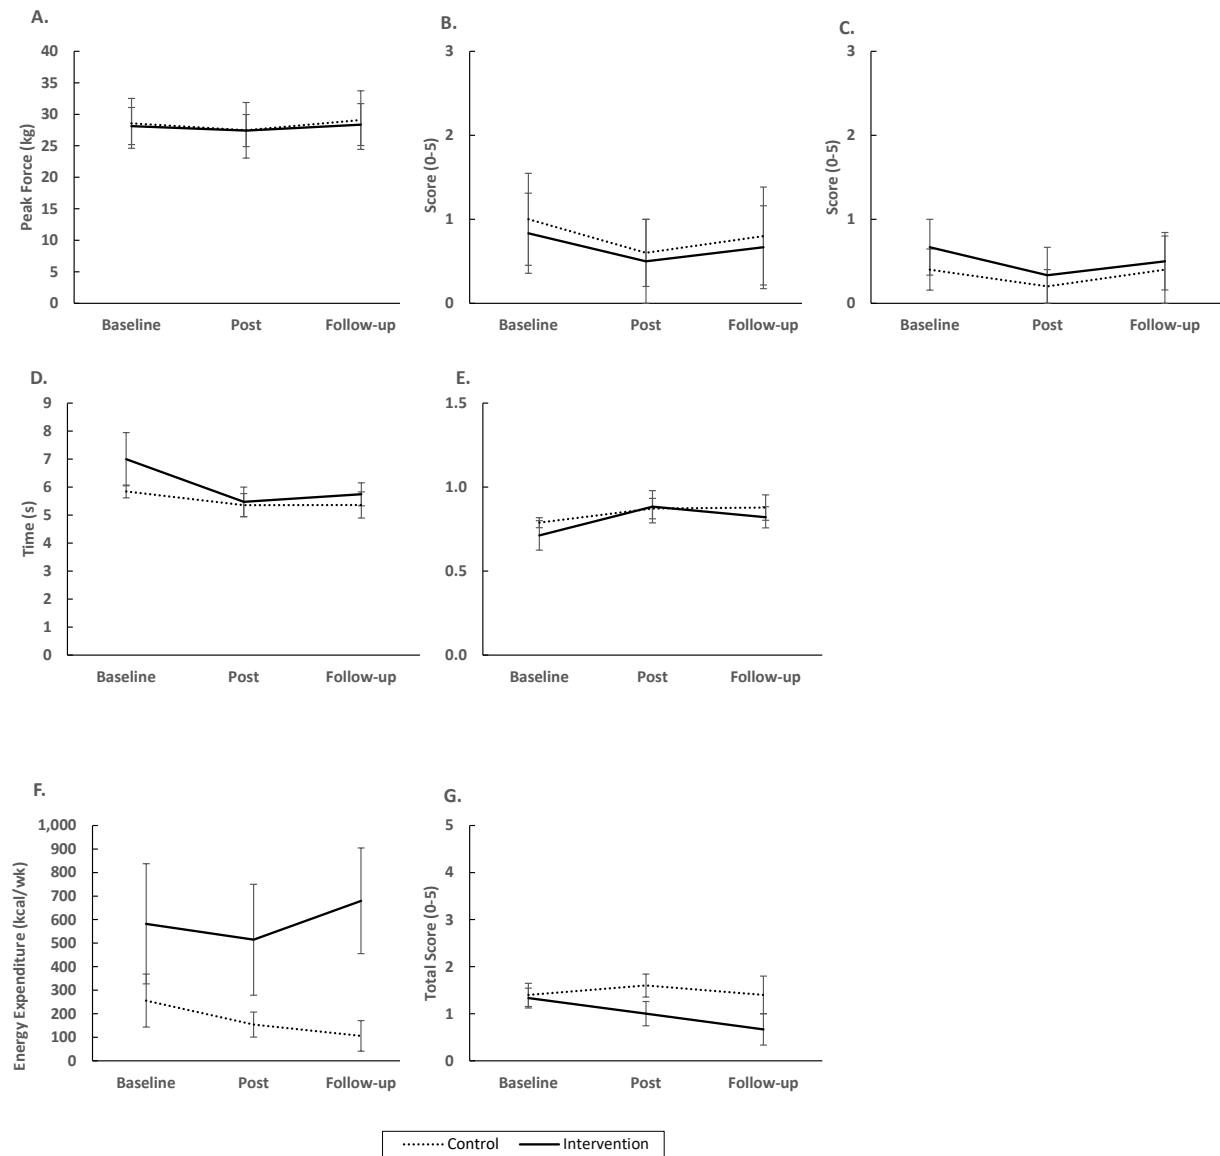 A.
Peak Force (kg)
40
35
30
25
20
15
10
5
0
Baseline Post Follow-up
B.
Score (0-5)
3
2
1
0
Baseline Post Follow-up
C.
Score (0-5)
3
2
1
0
Baseline Post Follow-up
D.
Time (s)
9
8
7
6
5
4
3
2
1
0
Baseline Post Follow-up
E.
1.5
1.0
0.5
0.0
Baseline Post Follow-up
F.
Energy Expenditure (kcal/wk)
1,000
900
800
700
600
500
400
300
200
100
0
Baseline Post Follow-up
G.
Total Score (0-5)
5
4
3
2
1
0
Baseline Post Follow-up
Control Intervention